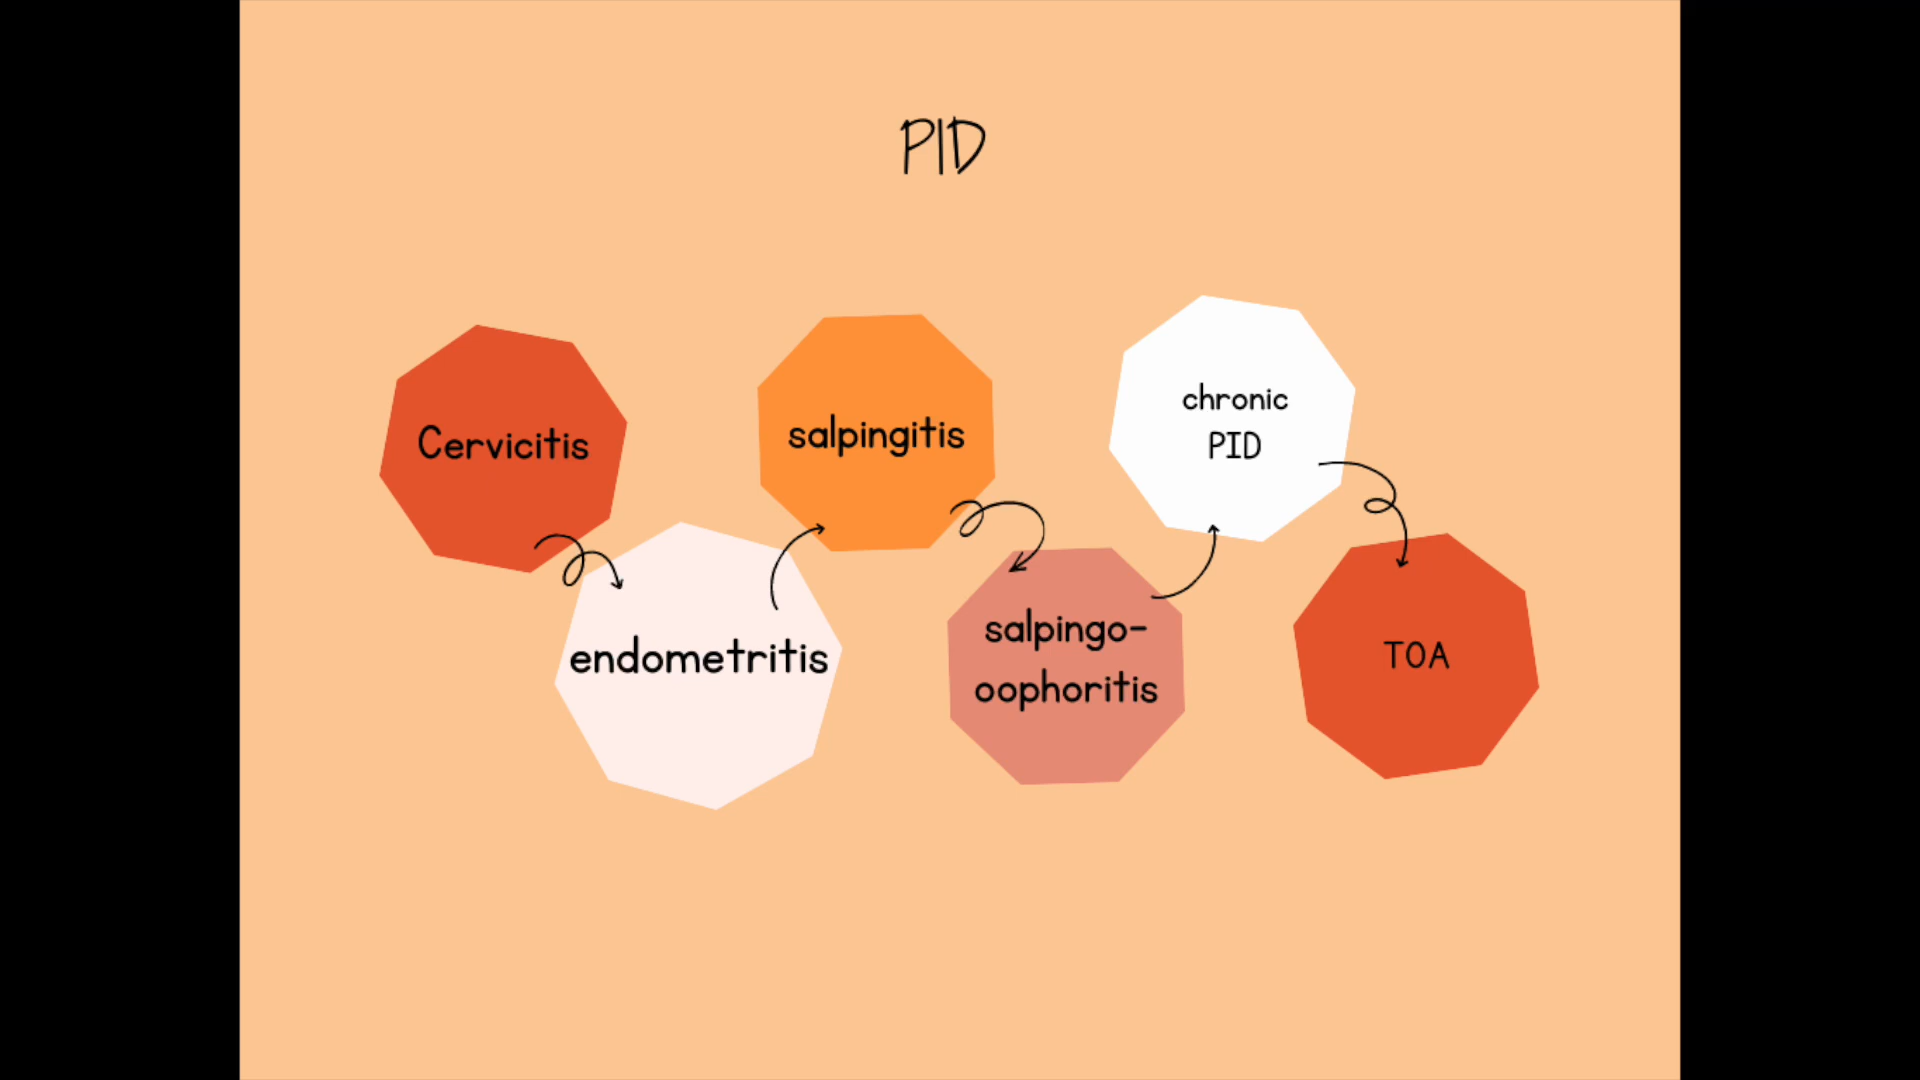 PID
Cervicitis
endometritis
salpingitis
salpingo-
oophoritis
chronic
PID
TOA